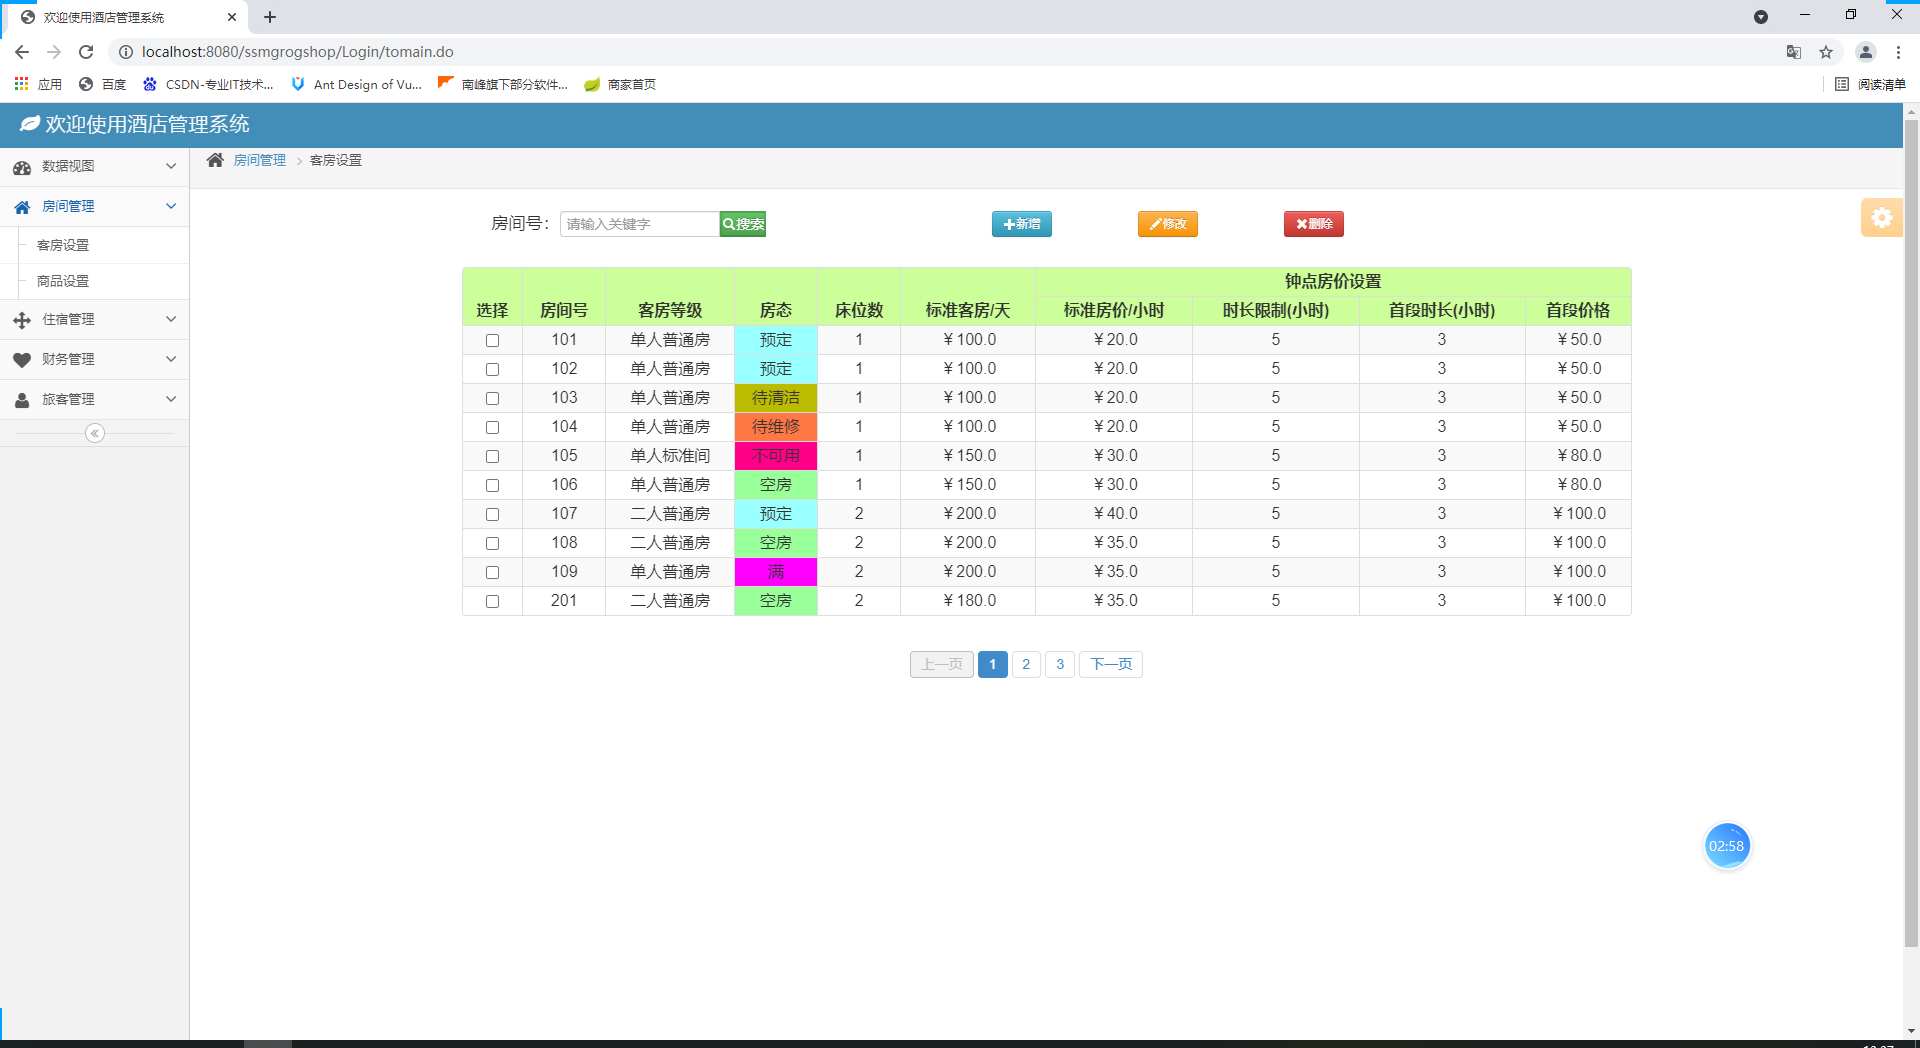 欢迎使用酒店管理系统
localhost:8080/ssmgrogshop/Login/tomain.do
应用 百度 CSDN-专业IT技术... Ant Design of Vu... 南峰旗下部分软件... 商家首页 阅读清单
欢迎使用酒店管理系统
数据视图
房间管理
客房设置
商品设置
住宿管理
财务管理
旅客管理
房间管理 客房设置
房间号： 请输入关键字 搜索 新增 修改 删除
钟点房价设置
选择 房间号 客房等级 房态 床位数 标准客房/天 标准房价/小时 时长限制(小时) 首段时长(小时) 首段价格
101 单人普通房 预定 1 ￥100.0 ￥20.0 5 3 ￥50.0
102 单人普通房 预定 1 ￥100.0 ￥20.0 5 3 ￥50.0
103 单人普通房 待清洁 1 ￥100.0 ￥20.0 5 3 ￥50.0
104 单人普通房 待维修 1 ￥100.0 ￥20.0 5 3 ￥50.0
105 单人标准间 不可用 1 ￥150.0 ￥30.0 5 3 ￥80.0
106 单人普通房 空房 1 ￥150.0 ￥30.0 5 3 ￥80.0
107 二人普通房 预定 2 ￥200.0 ￥40.0 5 3 ￥100.0
108 二人普通房 空房 2 ￥200.0 ￥35.0 5 3 ￥100.0
109 单人普通房 满 2 ￥200.0 ￥35.0 5 3 ￥100.0
201 二人普通房 空房 2 ￥180.0 ￥35.0 5 3 ￥100.0
上一页 1 2 3 下一页
02:58